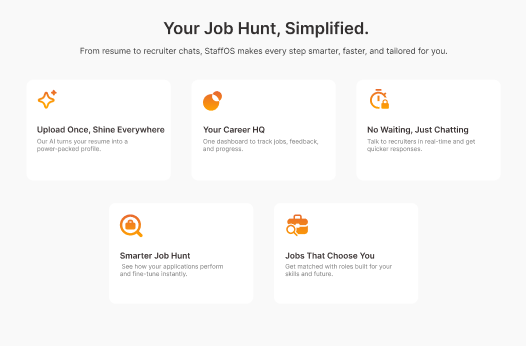 Your Job Hunt, Simplified.
From resume to recruiter chats, StaffOS makes every step smarter, faster, and tailored for you.
Upload Once, Shine Everywhere
Our AI turns your resume into a
power-packed profile.
Your Career HQ
One dashboard to track jobs, feedback,
and progress.
No Waiting, Just Chatting
Talk to recruiters in real-time and get
quicker responses.
Smarter Job Hunt
See how your applications perform
and fine-tune instantly.
Jobs That Choose You
Get matched with roles built for your
skills and future.